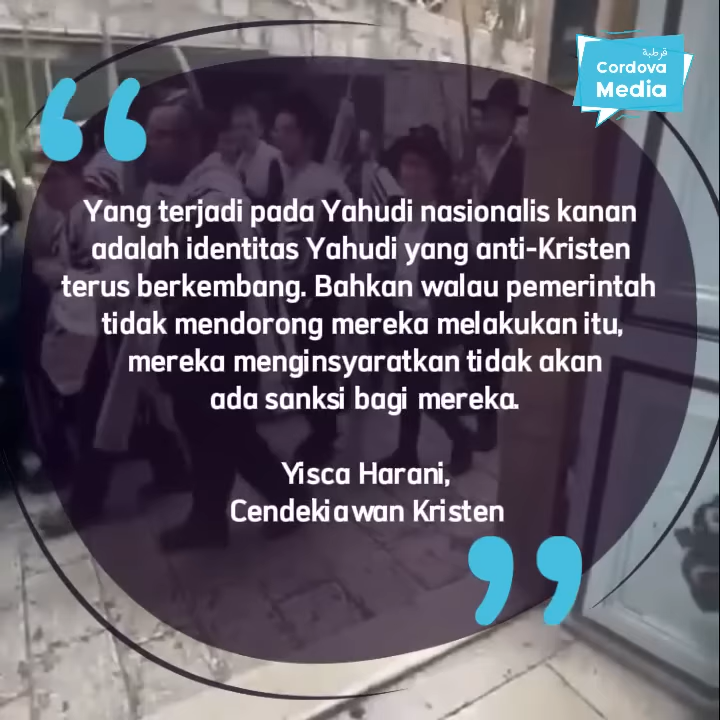 قرطبة
Cordova
Media
Yang terjadi pada Yahudi nasionalis kanan
adalah identitas Yahudi yang anti-Kristen
terus berkembang. Bahkan walau pemerintah
tidak mendorong mereka melakukan itu,
mereka menginsyaratkan tidak akan
ada sanksi bagi mereka.
Yisca Harani,
Cendekiawan Kristen